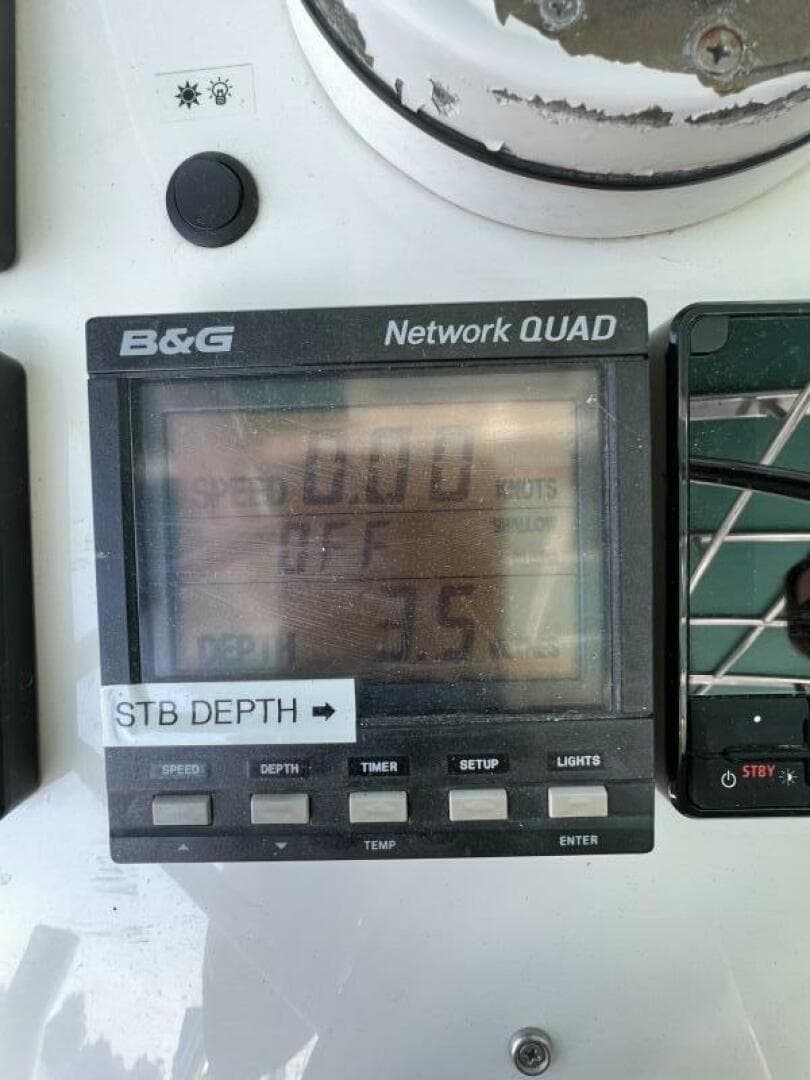 B&G Network QUAD
SPEED 0.00 KNOTS
OFF SHALLOW
DEPTH 3.5 METRES
STB DEPTH ➡
SPEED DEPTH TIMER SETUP LIGHTS
TEMP ENTER
STBY